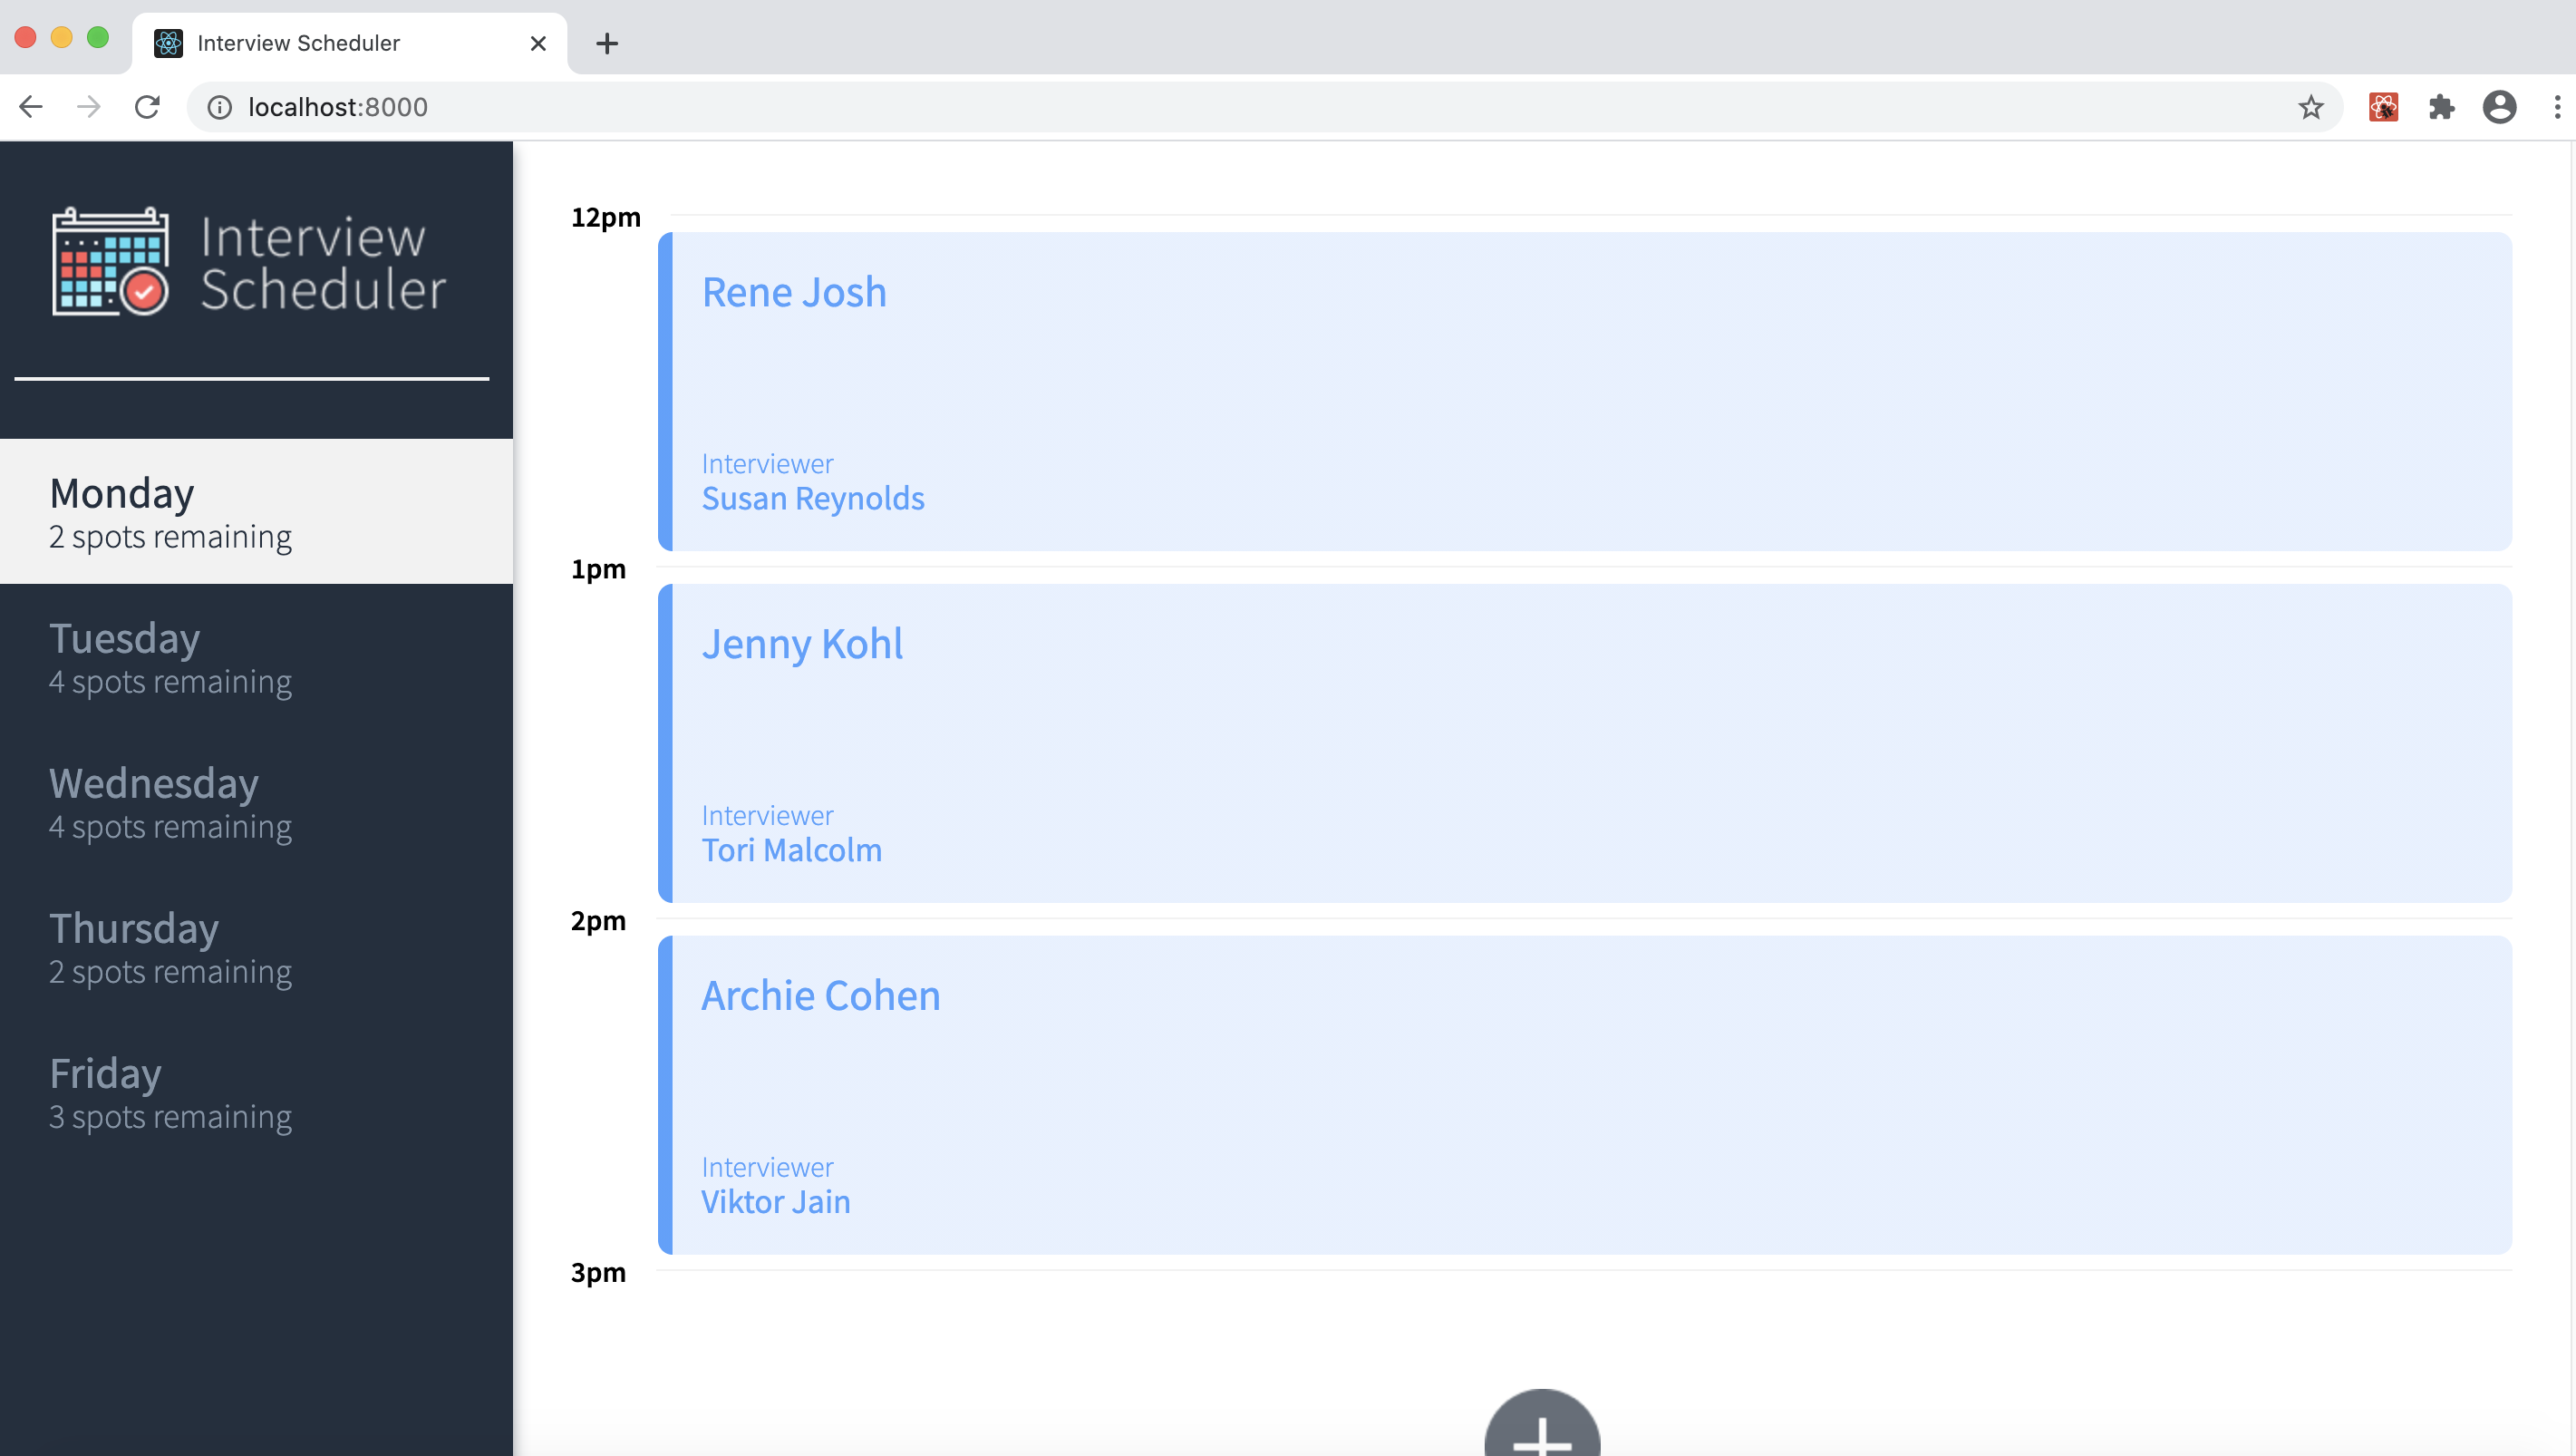 Interview Scheduler
localhost:8000
Interview
Scheduler
Monday
2 spots remaining
Tuesday
4 spots remaining
Wednesday
4 spots remaining
Thursday
2 spots remaining
Friday
3 spots remaining
12pm
Rene Josh
Interviewer
Susan Reynolds
1pm
Jenny Kohl
Interviewer
Tori Malcolm
2pm
Archie Cohen
Interviewer
Viktor Jain
3pm